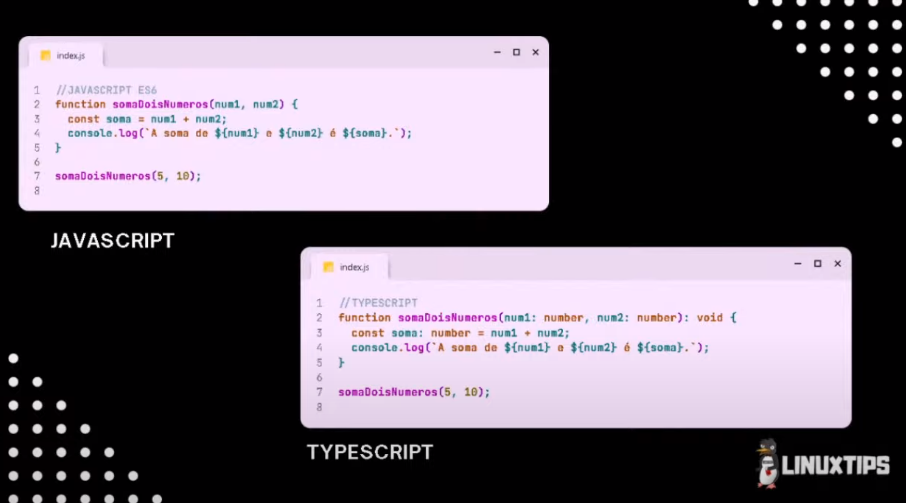 index.js
1 //JAVASCRIPT ES6
2 function somaDoisNumeros(num1, num2) {
3 const soma = num1 + num2;
4 console.log(`A soma de ${num1} e ${num2} é ${soma}.`);
5 }
6
7 somaDoisNumeros(5, 10);
8
JAVASCRIPT
index.js
1 //TYPESCRIPT
2 function somaDoisNumeros(num1: number, num2: number): void {
3 const soma: number = num1 + num2;
4 console.log(`A soma de ${num1} e ${num2} é ${soma}.`);
5 }
6
7 somaDoisNumeros(5, 10);
8
TYPESCRIPT
LINUXTIPS